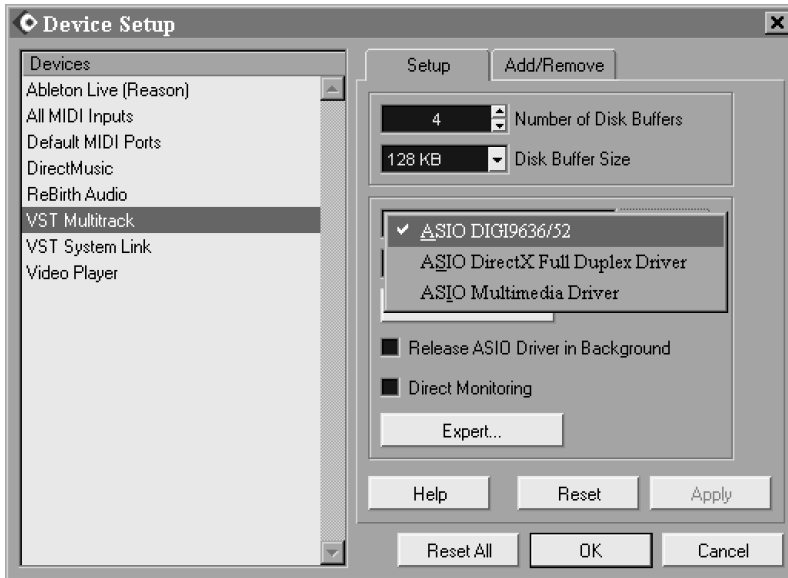 Device Setup
Devices
Ableton Live (Reason)
All MIDI Inputs
Default MIDI Ports
DirectMusic
ReBirth Audio
VST Multitrack
VST System Link
Video Player
Setup
Add/Remove
4 Number of Disk Buffers
128 KB Disk Buffer Size
ASIO DIGI9636/52
ASIO DirectX Full Duplex Driver
ASIO Multimedia Driver
Release ASIO Driver in Background
Direct Monitoring
Expert...
Help Reset Apply
Reset All OK Cancel